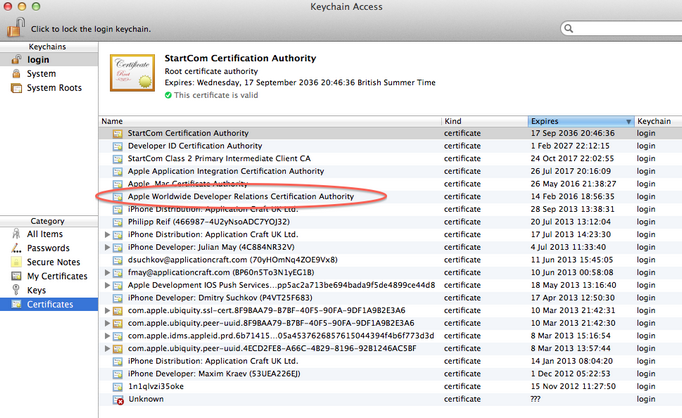 Keychain Access
Click to lock the login keychain.
Keychains
login
System
System Roots
StartCom Certification Authority
Root certificate authority
Expires: Wednesday, 17 September 2036 20:46:36 British Summer Time
This certificate is valid
Name Kind Expires Keychain
StartCom Certification Authority certificate 17 Sep 2036 20:46:36 login
Developer ID Certification Authority certificate 1 Feb 2027 22:12:15 login
StartCom Class 2 Primary Intermediate Client CA certificate 24 Oct 2017 22:02:55 login
Apple Application Integration Certification Authority certificate 26 Jul 2017 20:16:09 login
Apple .Mac Certificate Authority certificate 26 May 2016 21:38:27 login
Apple Worldwide Developer Relations Certification Authority certificate 14 Feb 2016 18:56:35 login
iPhone Distribution: Application Craft UK Ltd. certificate 28 Sep 2013 13:38:31 login
Philipp Reif (466987-4U2yNsoADC7YOJ32) certificate 20 Jul 2013 13:12:04 login
iPhone Distribution: Application Craft UK Ltd. certificate 17 Jul 2013 14:23:30 login
iPhone Developer: Julian May (4C884NR32V) certificate 4 Jul 2013 11:33:40 login
dsuchkov@applicationcraft.com (70yHOmNq4ZOE9Vx8) certificate 11 Jun 2013 15:45:05 login
fmay@applicationcraft.com (BP60n5To3N1yEG1B) certificate 10 Jun 2013 00:58:08 login
Apple Development IOS Push Services...pp5ac2a713be694bada9f5de4899ce44d8 certificate 18 May 2013 13:16:40 login
iPhone Developer: Dmitry Suchkov (P4VT25F683) certificate 17 Apr 2013 12:50:30 login
com.apple.ubiquity.ssl-cert.8F9BAA79-B7BF-40F5-90FA-9DF1A9B2E3A6 certificate 10 Mar 2013 21:42:31 login
com.apple.ubiquity.peer-uuid.8F9BAA79-B7BF-40F5-90FA-9DF1A9B2E3A6 certificate 10 Mar 2013 21:42:30 login
com.apple.idms.appleid.prd.6b71415...05a4537626857615044394f4b6f773d3d certificate 8 Mar 2013 15:16:54 login
com.apple.ubiquity.peer-uuid.4ECD2FE8-A66C-4B29-8196-92B1246AC5BF certificate 8 Mar 2013 13:57:44 login
iPhone Distribution: Application Craft UK Ltd. certificate 14 Jan 2013 08:04:20 login
iPhone Developer: Maxim Kraev (53UEA226EJ) certificate 1 Dec 2012 05:22:53 login
1n1qlvzi35oke certificate 15 Nov 2012 11:27:50 login
Unknown certificate ??? login
Category
All Items
Passwords
Secure Notes
My Certificates
Keys
Certificates